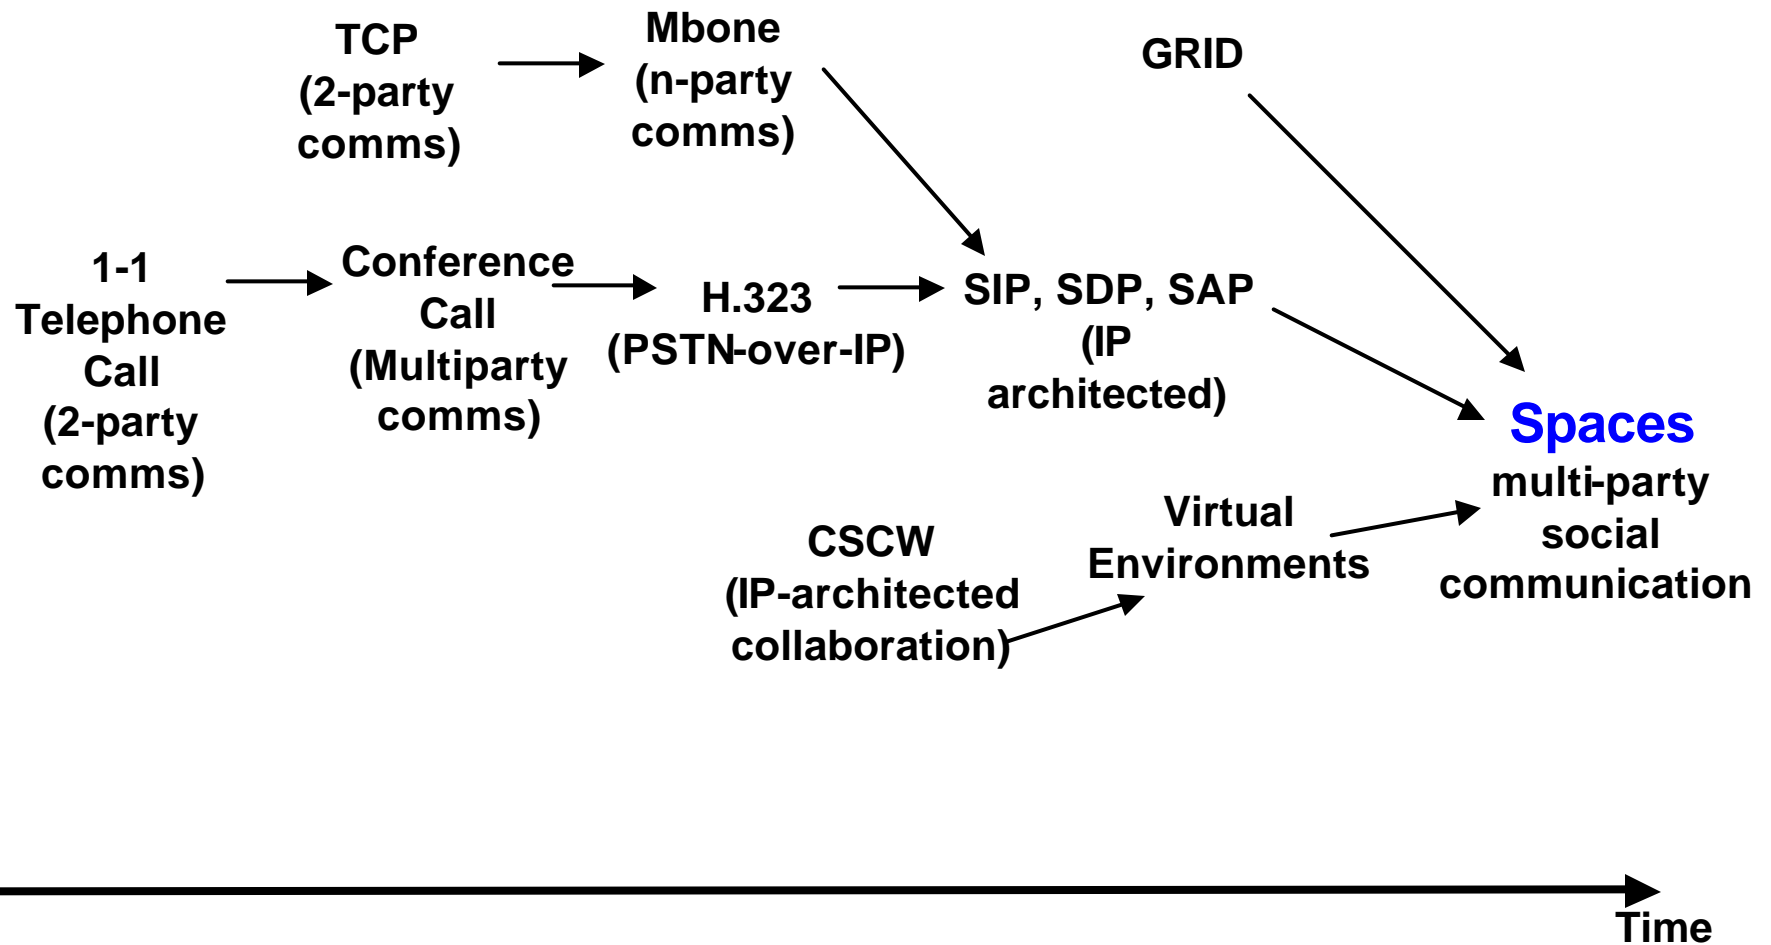 TCP
(2-party
comms)
Mbone
(n-party
comms)
GRID
1-1
Telephone
Call
(2-party
comms)
Conference
Call
(Multiparty
comms)
H.323
(PSTN-over-IP)
SIP, SDP, SAP
(IP
architected)
Spaces
multi-party
social
communication
CSCW
(IP-architected
collaboration)
Virtual
Environments
Time